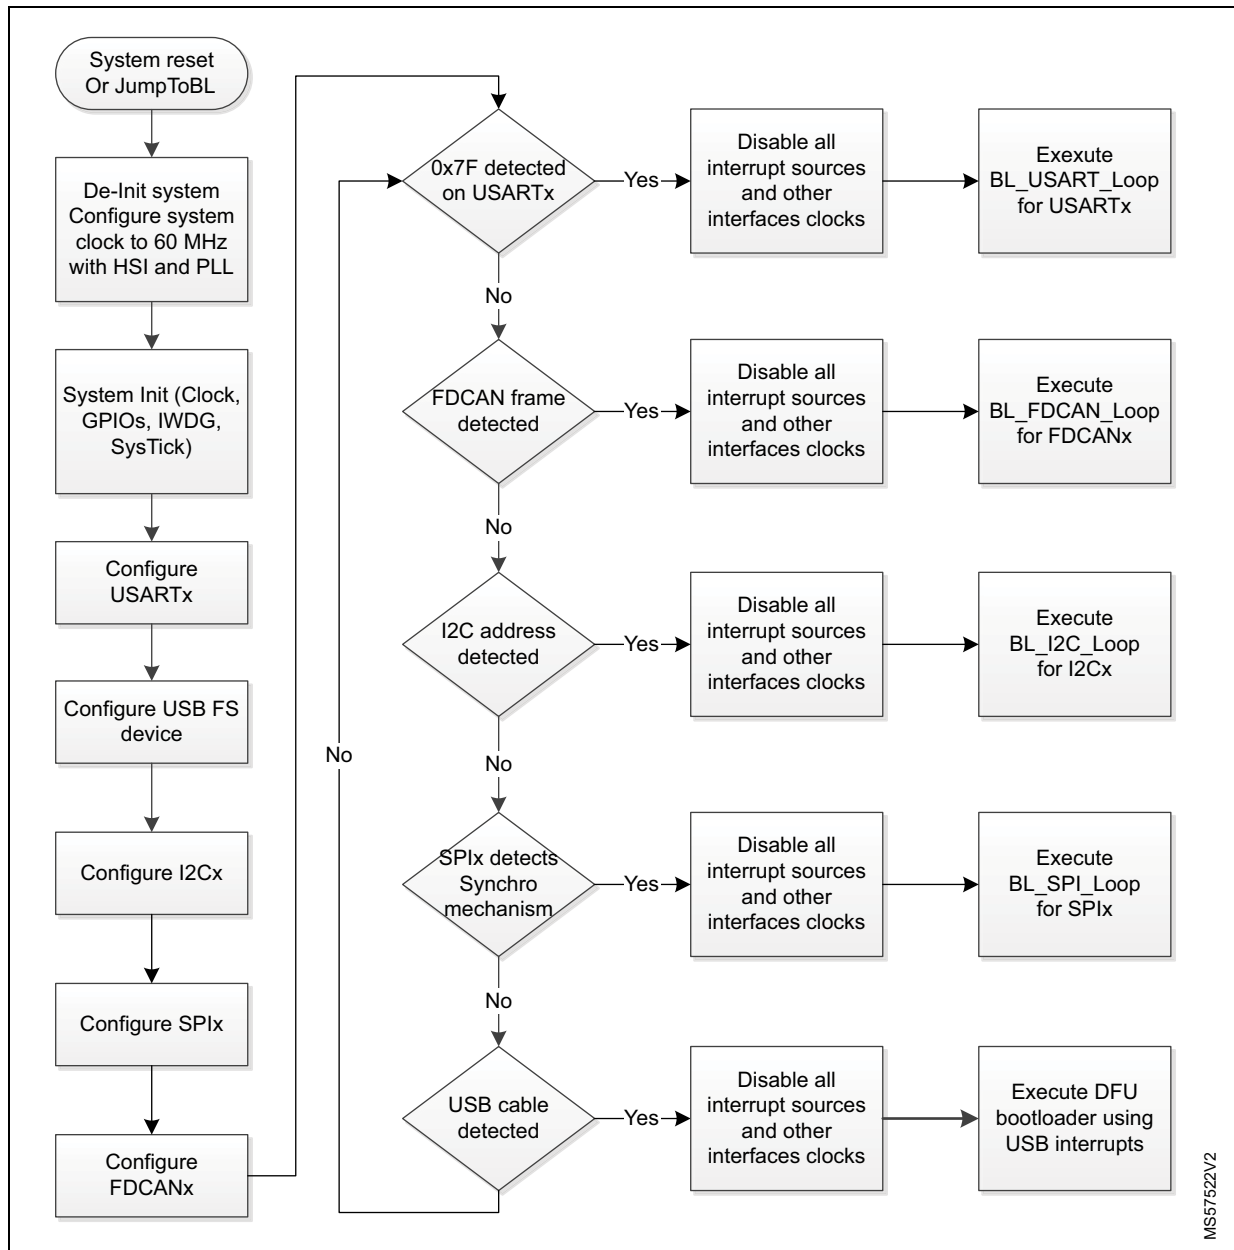 System reset
Or JumpToBL
De-Init system
Configure system
clock to 60 MHz
with HSI and PLL
System Init (Clock,
GPIOs, IWDG,
SysTick)
Configure
USARTx
Configure USB FS
device
Configure I2Cx
Configure SPIx
Configure
FDCANx
0x7F detected
on USARTx
Yes
Disable all
interrupt sources
and other
interfaces clocks
Exexute
BL_USART_Loop
for USARTx
No
FDCAN frame
detected
Yes
Disable all
interrupt sources
and other
interfaces clocks
Execute
BL_FDCAN_Loop
for FDCANx
No
I2C address
detected
Yes
Disable all
interrupt sources
and other
interfaces clocks
Execute
BL_I2C_Loop
for I2Cx
No
SPIx detects
Synchro
mechanism
Yes
Disable all
interrupt sources
and other
interfaces clocks
Execute
BL_SPI_Loop
for SPIx
No
USB cable
detected
Yes
Disable all
interrupt sources
and other
interfaces clocks
Execute DFU
bootloader using
USB interrupts
No
MS57522V2